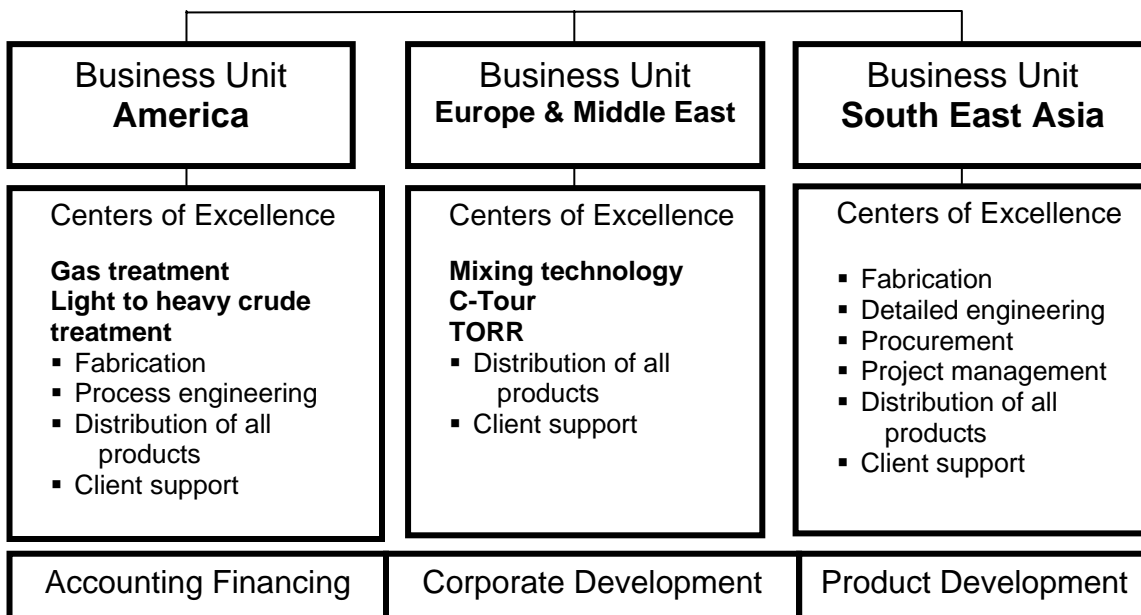 Business Unit
America
Business Unit
Europe & Middle East
Business Unit
South East Asia
Centers of Excellence
Gas treatment
Light to heavy crude
treatment
▪ Fabrication
▪ Process engineering
▪ Distribution of all
products
▪ Client support
Centers of Excellence
Mixing technology
C-Tour
TORR
▪ Distribution of all
products
▪ Client support
Centers of Excellence
▪ Fabrication
▪ Detailed engineering
▪ Procurement
▪ Project management
▪ Distribution of all
products
▪ Client support
Accounting Financing
Corporate Development
Product Development